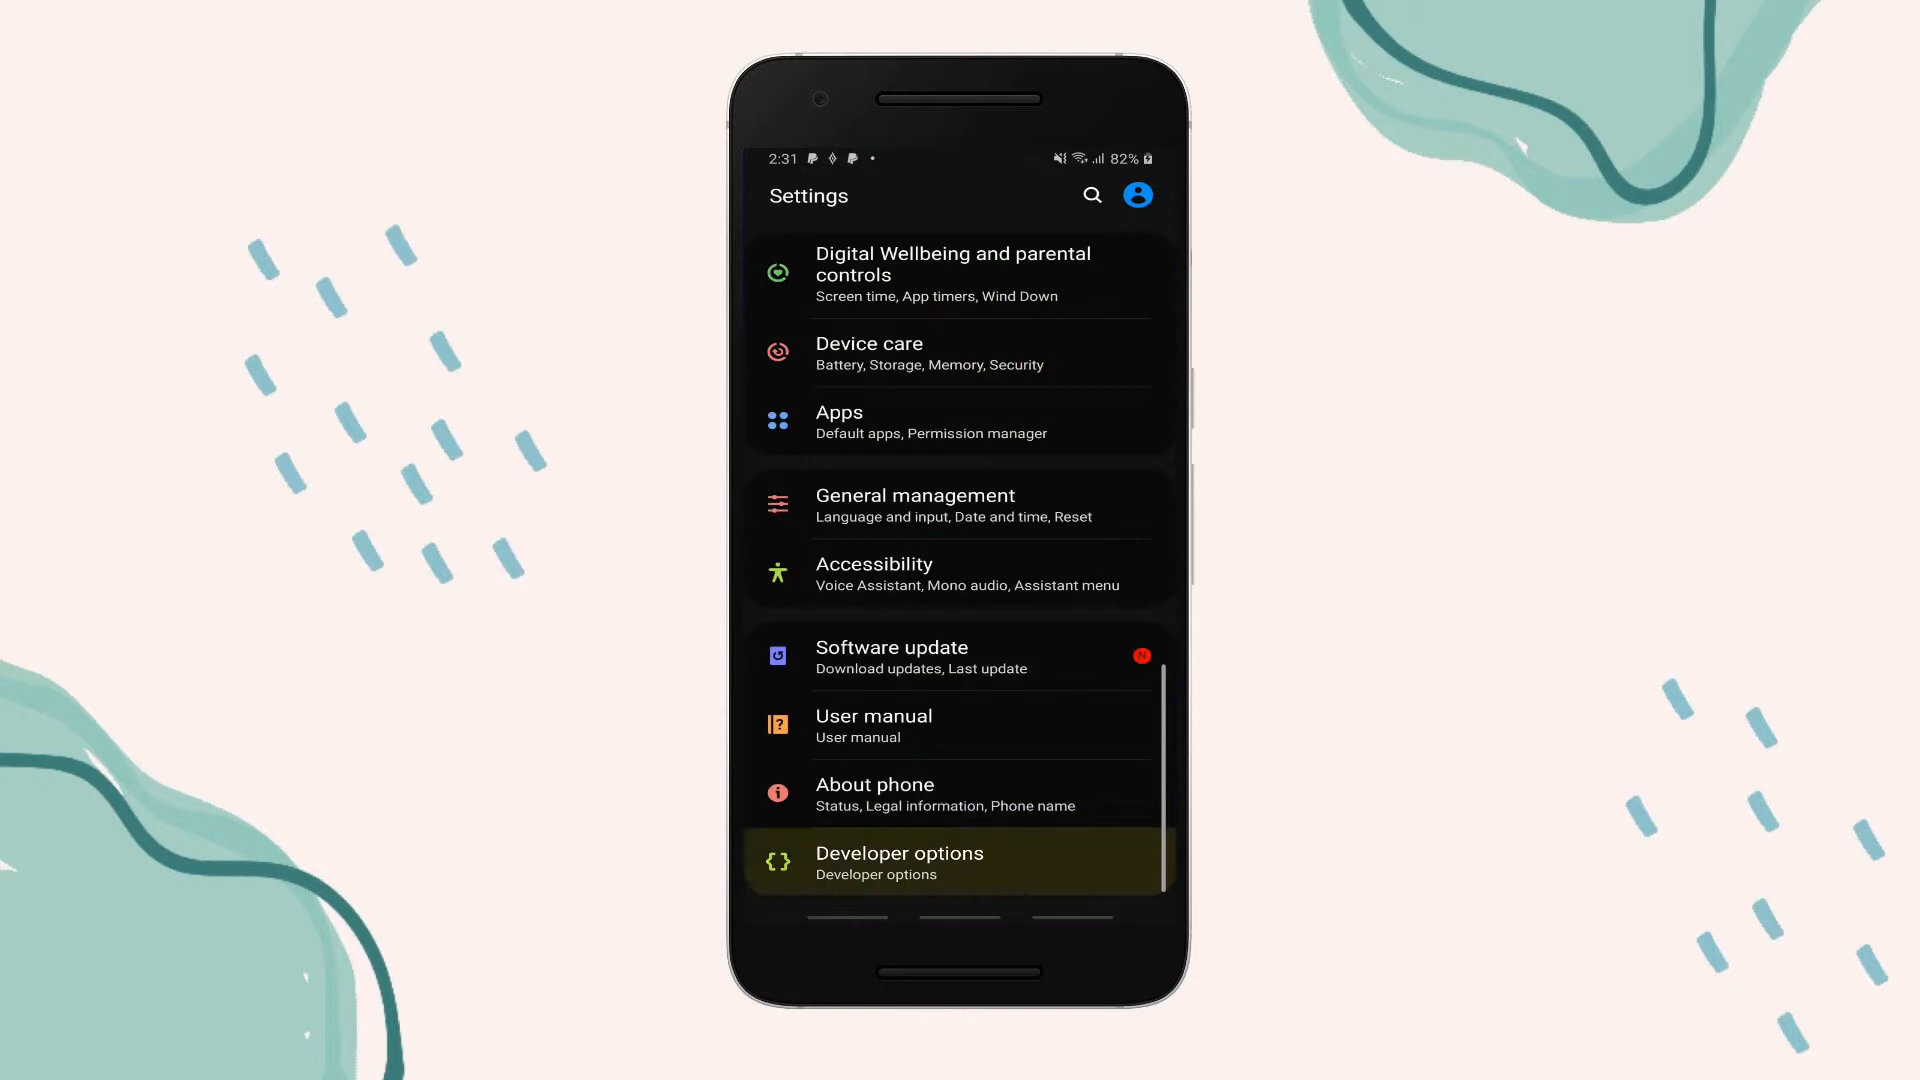 2:31
82%
Settings
Digital Wellbeing and parental
controls
Screen time, App timers, Wind Down
Device care
Battery, Storage, Memory, Security
Apps
Default apps, Permission manager
General management
Language and input, Date and time, Reset
Accessibility
Voice Assistant, Mono audio, Assistant menu
Software update
N
Download updates, Last update
User manual
User manual
About phone
Status, Legal information, Phone name
Developer options
Developer options